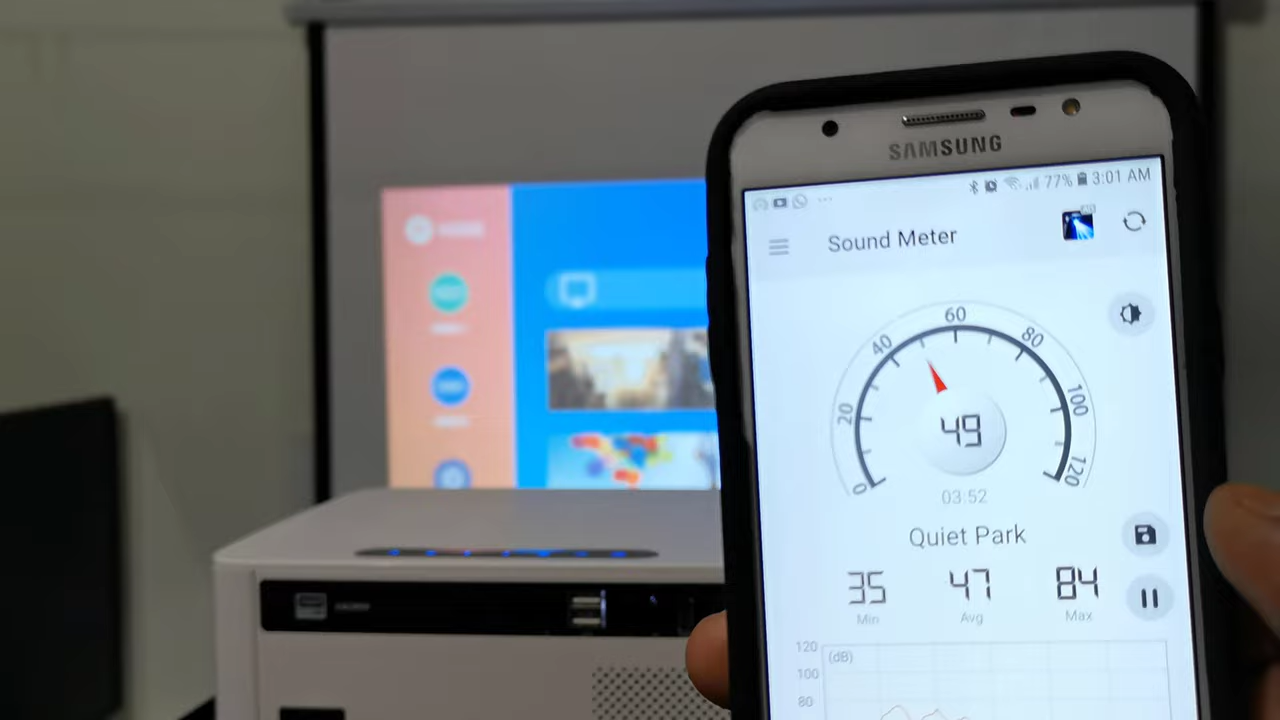 SAMSUNG
77% 3:01 AM
Sound Meter
0 20 40 60 80 100 120
49
03:52
Quiet Park
35 47 84
Min Avg Max
120
(dB)
100
80